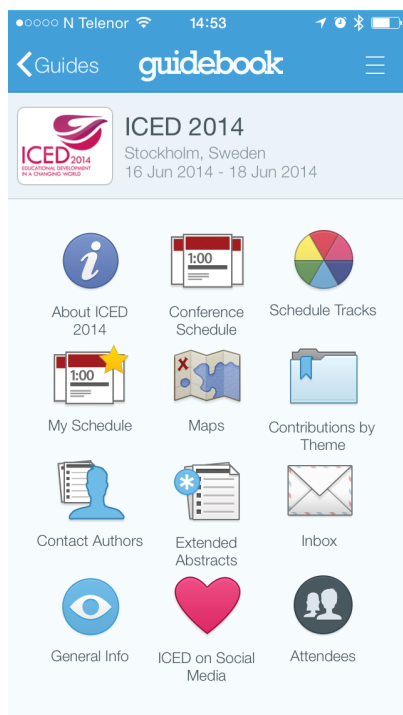 N Telenor 14:53
Guides guidebook
ICED 2014
EDUCATIONAL DEVELOPMENT
IN A CHANGING WORLD
ICED 2014
Stockholm, Sweden
16 Jun 2014 - 18 Jun 2014
About ICED
2014
1:00
Conference
Schedule
Schedule Tracks
1:00
My Schedule
Maps
Contributions by
Theme
Contact Authors
Extended
Abstracts
Inbox
General Info
ICED on Social
Media
Attendees